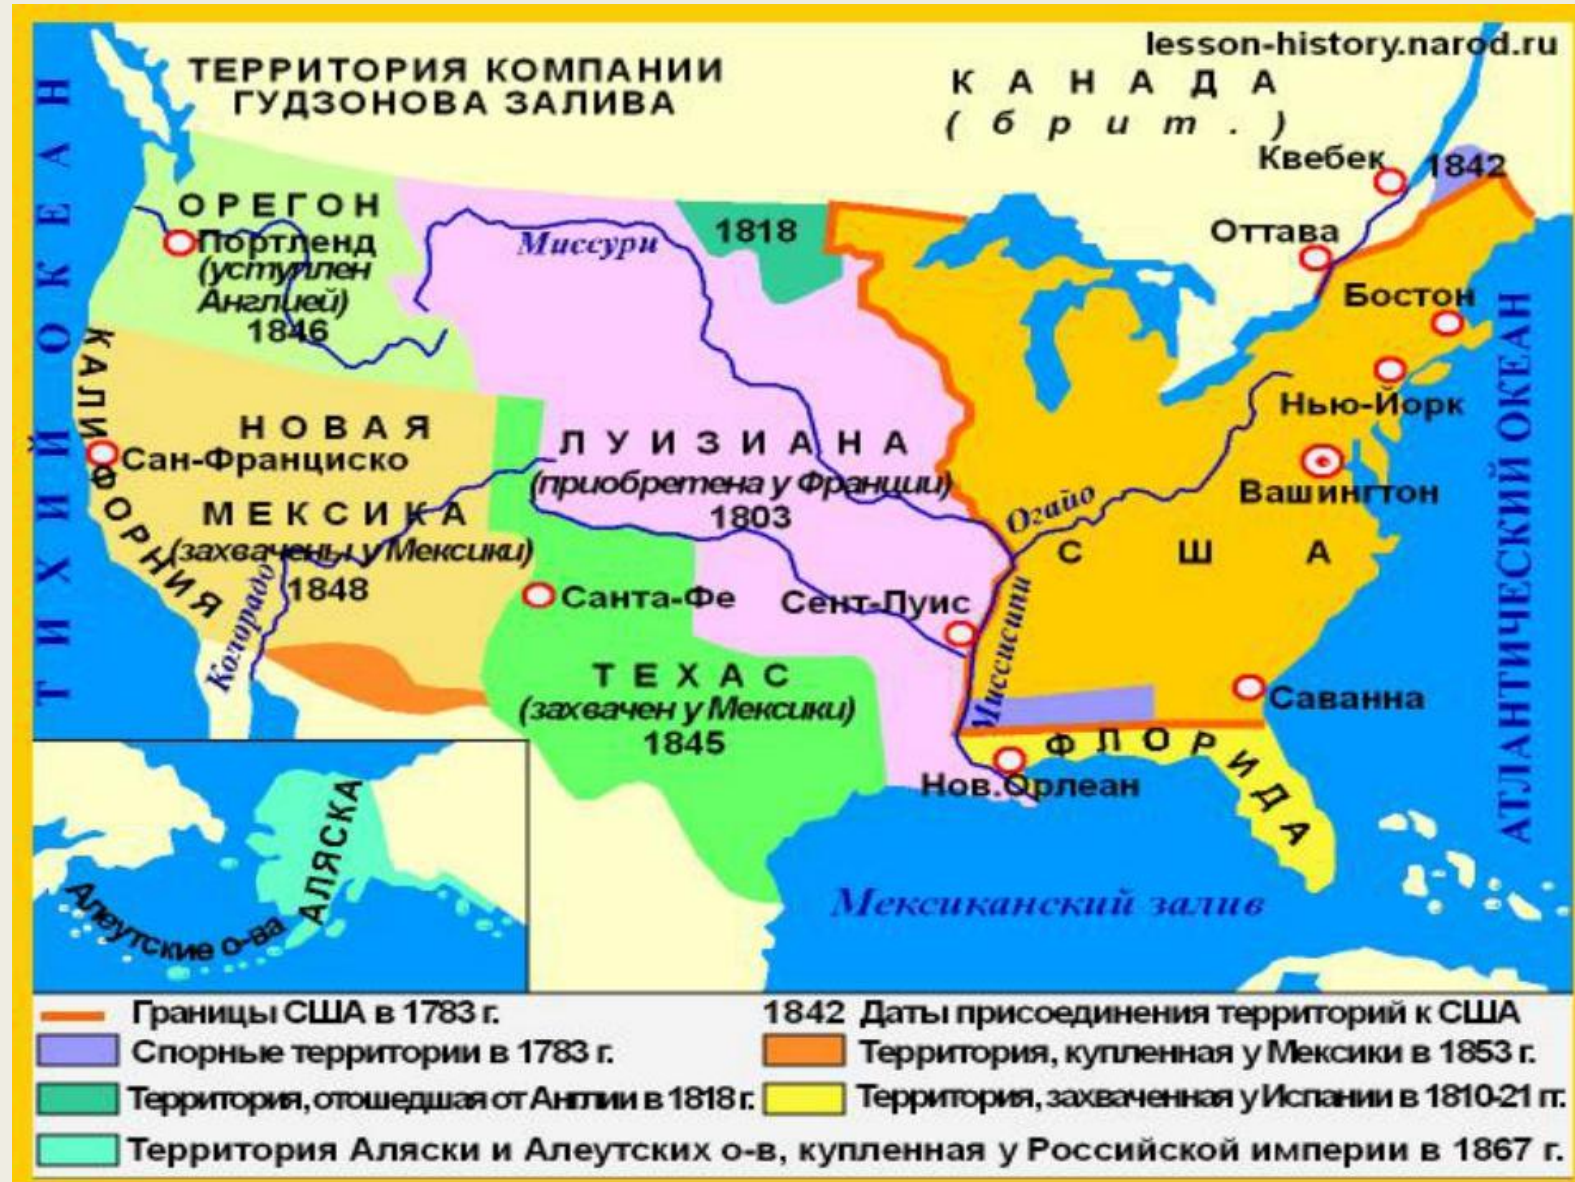 lesson-history.narod.ru
ТЕРРИТОРИЯ КОМПАНИИ
ГУДЗОНОВА ЗАЛИВА
КАНАДА
(брит.)
Квебек
1842
Оттава
Бостон
Нью-Йорк
Вашингтон
ОРЕГОН
Портленд
(уступлен
Англией)
1846
Миссури
1818
КАЛИФОРНИЯ
Сан-Франциско
НОВАЯ
МЕКСИКА
(захвачены у Мексики)
1848
Колорадо
ЛУИЗИАНА
(приобретена у Франции)
1803
Огайо
США
Санта-Фе
Сент-Луис
Миссисипи
ТЕХАС
(захвачен у Мексики)
1845
Саванна
ФЛОРИДА
Нов.Орлеан
Мексиканский залив
ТИХИЙ ОКЕАН
АТЛАНТИЧЕСКИЙ ОКЕАН
АЛЯСКА
Алеутские о-ва
Границы США в 1783 г.
1842 Даты присоединения территорий к США
Спорные территории в 1783 г.
Территория, купленная у Мексики в 1853 г.
Территория, отошедшая от Англии в 1818 г.
Территория, захваченная у Испании в 1810-21 гг.
Территория Аляски и Алеутских о-в, купленная у Российской империи в 1867 г.